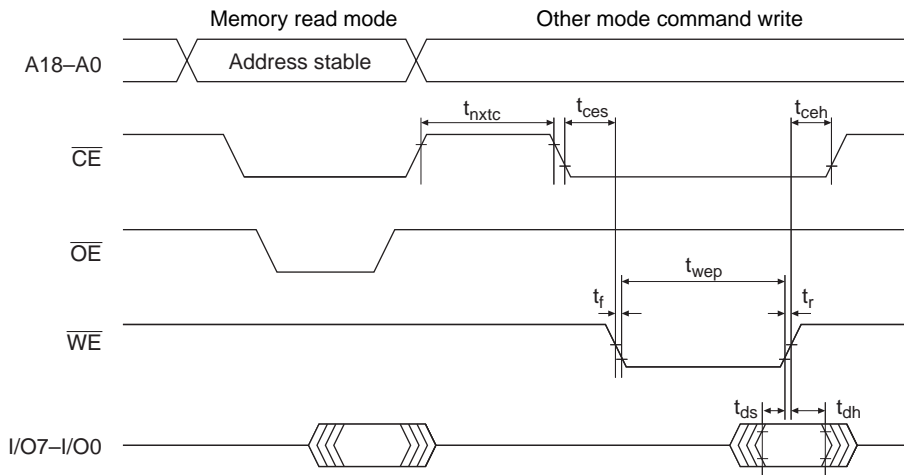 Memory read mode
Other mode command write
A18–A0
Address stable
tnxtc
tces
tceh
CE
OE
twep
tf
tr
WE
tds
tdh
I/O7–I/O0